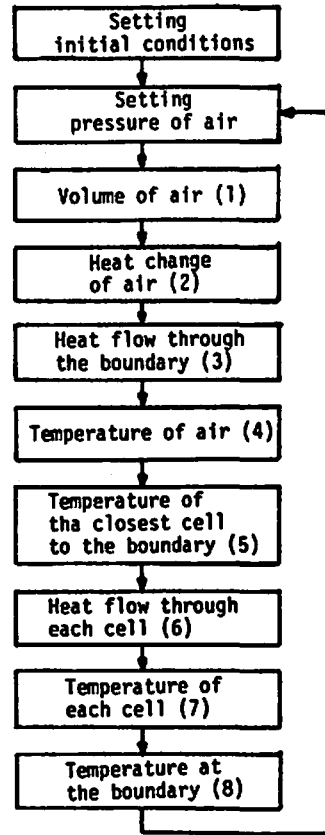 Setting
initial conditions
Setting
pressure of air
Volume of air (1)
Heat change
of air (2)
Heat flow through
the boundary (3)
Temperature of air (4)
Temperature of
tha closest cell
to the boundary (5)
Heat flow through
each cell (6)
Temperature of
each cell (7)
Temperature at
the boundary (8)